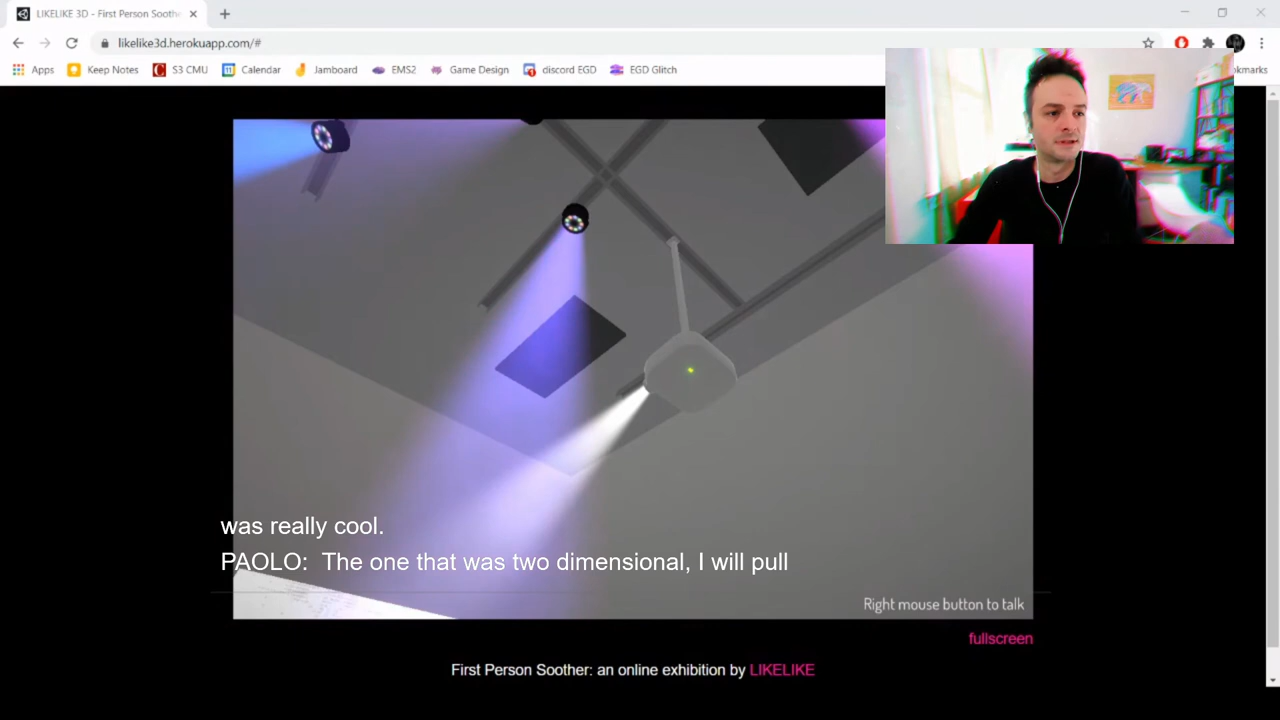 LIKELIKE 3D - First Person Soothe
likelike3d.herokuapp.com/#
Apps
Keep Notes
S3 CMU
Calendar
Jamboard
EMS2
Game Design
discord EGD
EGD Glitch
okmarks
was really cool.
PAOLO: The one that was two dimensional, I will pull
Right mouse button to talk
fullscreen
First Person Soother: an online exhibition by LIKELIKE